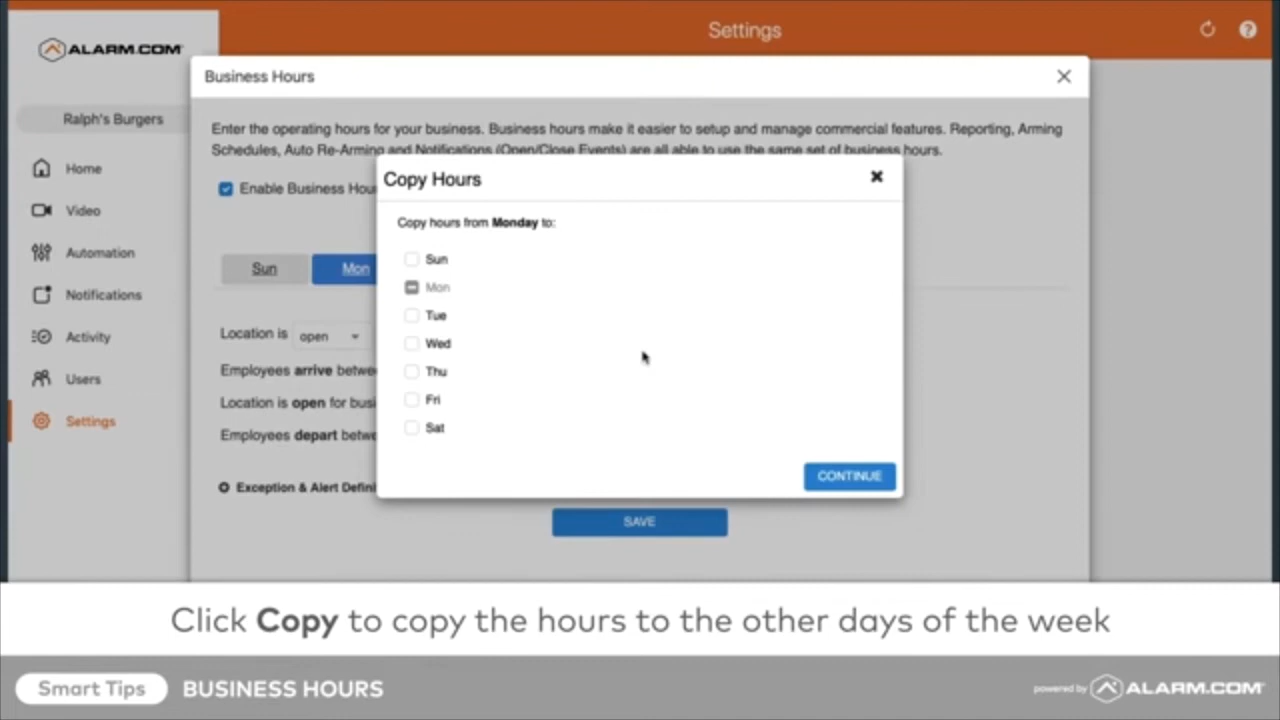 ALARM.COM
Settings
Business Hours
Ralph's Burgers
Enter the operating hours for your business. Business hours make it easier to setup and manage commercial features. Reporting, Arming
Schedules, Auto Re-Arming and Notifications (Open/Close Events) are all able to use the same set of business hours.
Home
Video
Automation
Notifications
Activity
Users
Settings
Enable Business Hou
Sun
Mon
Location is open
Employees arrive betwe
Location is open for busi
Employees depart betwe
Exception & Alert Defini
SAVE
Copy Hours
Copy hours from Monday to:
Sun
Mon
Tue
Wed
Thu
Fri
Sat
CONTINUE
Click Copy to copy the hours to the other days of the week
Smart Tips
BUSINESS HOURS
powered by ALARM.COM